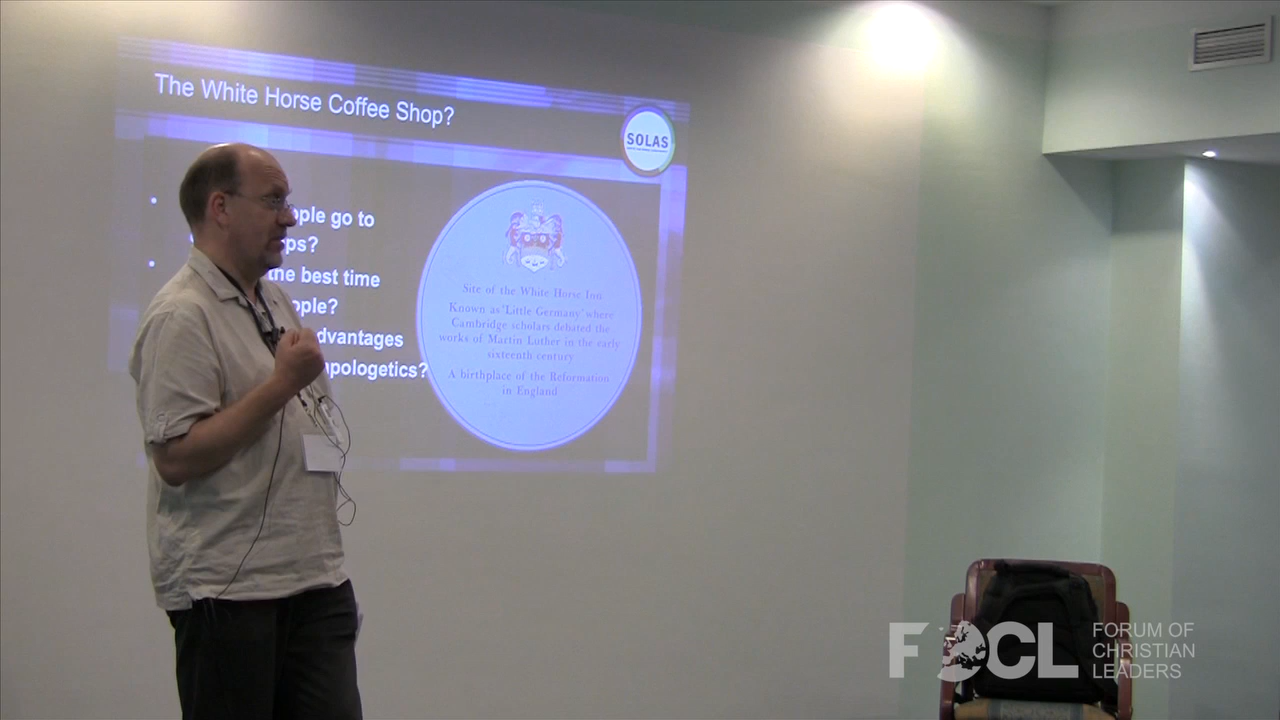 The White Horse Coffee Shop?
SOLAS
ople go to
ps?
the best time
ople?
dvantages
apologetics?
Site of the White Horse Inn
Known as 'Little Germany' where
Cambridge scholars debated the
works of Martin Luther in the early
sixteenth century
A birthplace of the Reformation
in England
FOCL
FORUM OF
CHRISTIAN
LEADERS